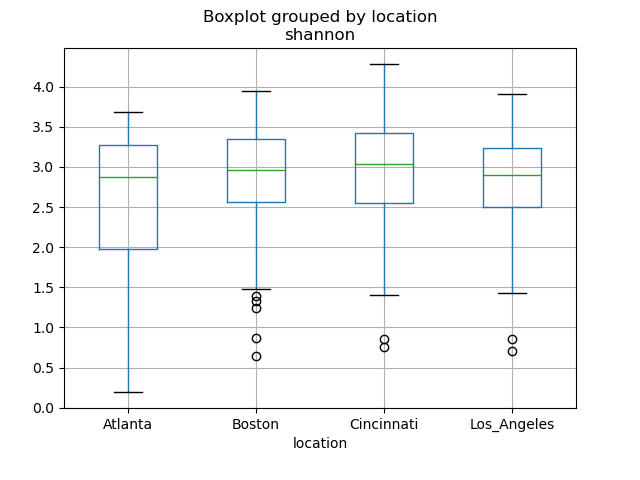 Boxplot grouped by location
shannon
4.0
3.5
3.0
2.5
2.0
1.5
1.0
0.5
0.0
Atlanta Boston Cincinnati Los_Angeles
location